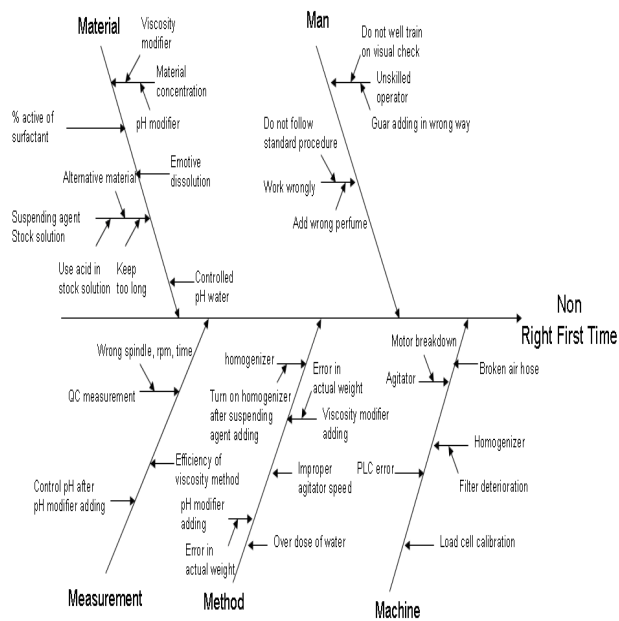 Material
Man
Viscosity
modifier
Material
concentration
pH modifier
% active of
surfactant
Emotive
dissolution
Alternative material
Suspending agent
Stock solution
Use acid in
stock solution
Keep
too long
Controlled
pH water
Do not well train
on visual check
Unskilled
operator
Guar adding in wrong way
Do not follow
standard procedure
Work wrongly
Add wrong perfume
Non
Right First Time
Wrong spindle, rpm, time
QC measurement
Efficiency of
viscosity method
Control pH after
pH modifier adding
homogenizer
Turn on homogenizer
after suspending
agent adding
Error in
actual weight
Viscosity modifier
adding
Improper
agitator speed
pH modifier
adding
Error in
actual weight
Over dose of water
Motor breakdown
Agitator
Broken air hose
Homogenizer
Filter deterioration
PLC error
Load cell calibration
Measurement
Method
Machine